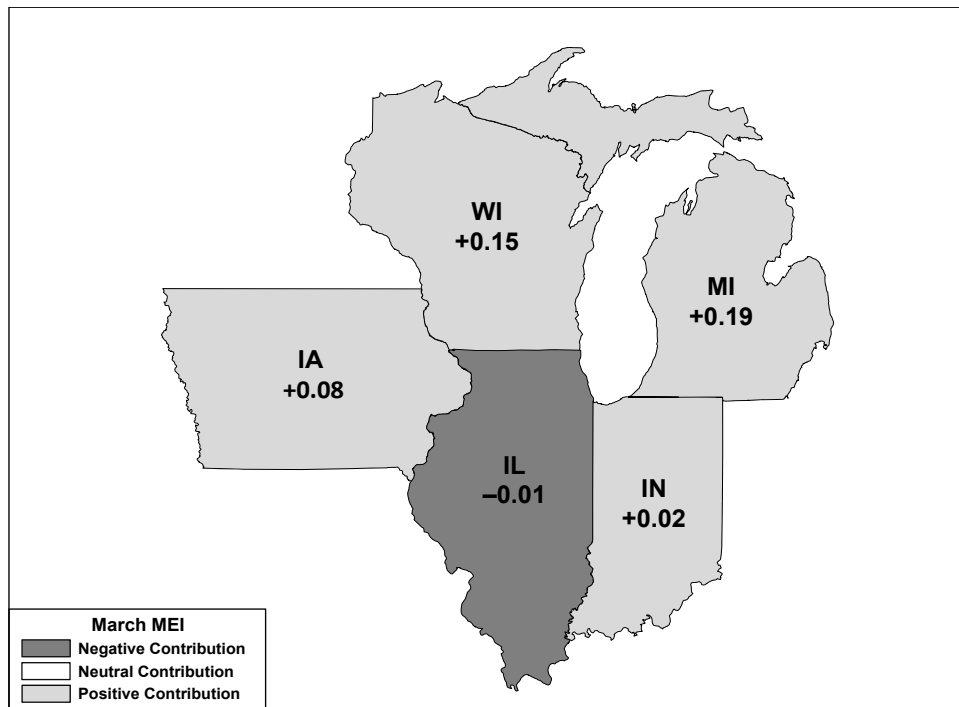 WI
+0.15
MI
+0.19
IA
+0.08
IL
–0.01
IN
+0.02
March MEI
Negative Contribution
Neutral Contribution
Positive Contribution